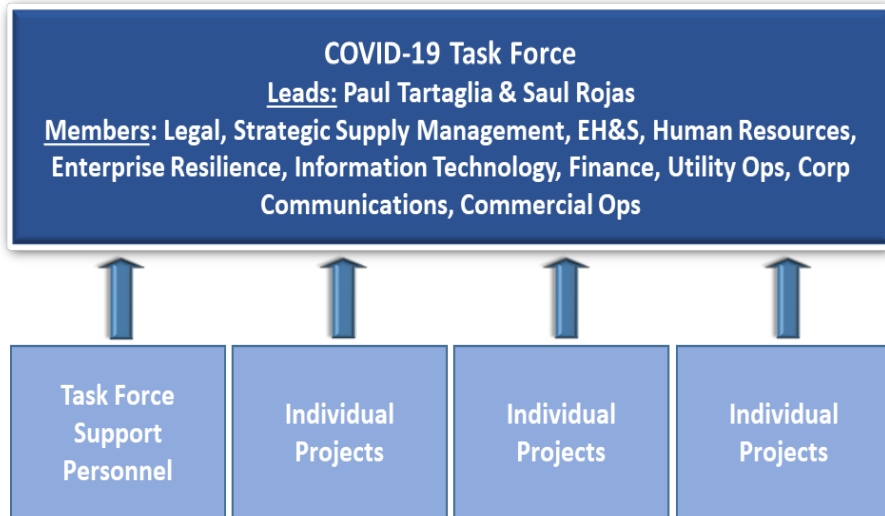 COVID-19 Task Force
Leads: Paul Tartaglia & Saul Rojas
Members: Legal, Strategic Supply Management, EH&S, Human Resources,
Enterprise Resilience, Information Technology, Finance, Utility Ops, Corp
Communications, Commercial Ops
Task Force
Support
Personnel
Individual
Projects
Individual
Projects
Individual
Projects